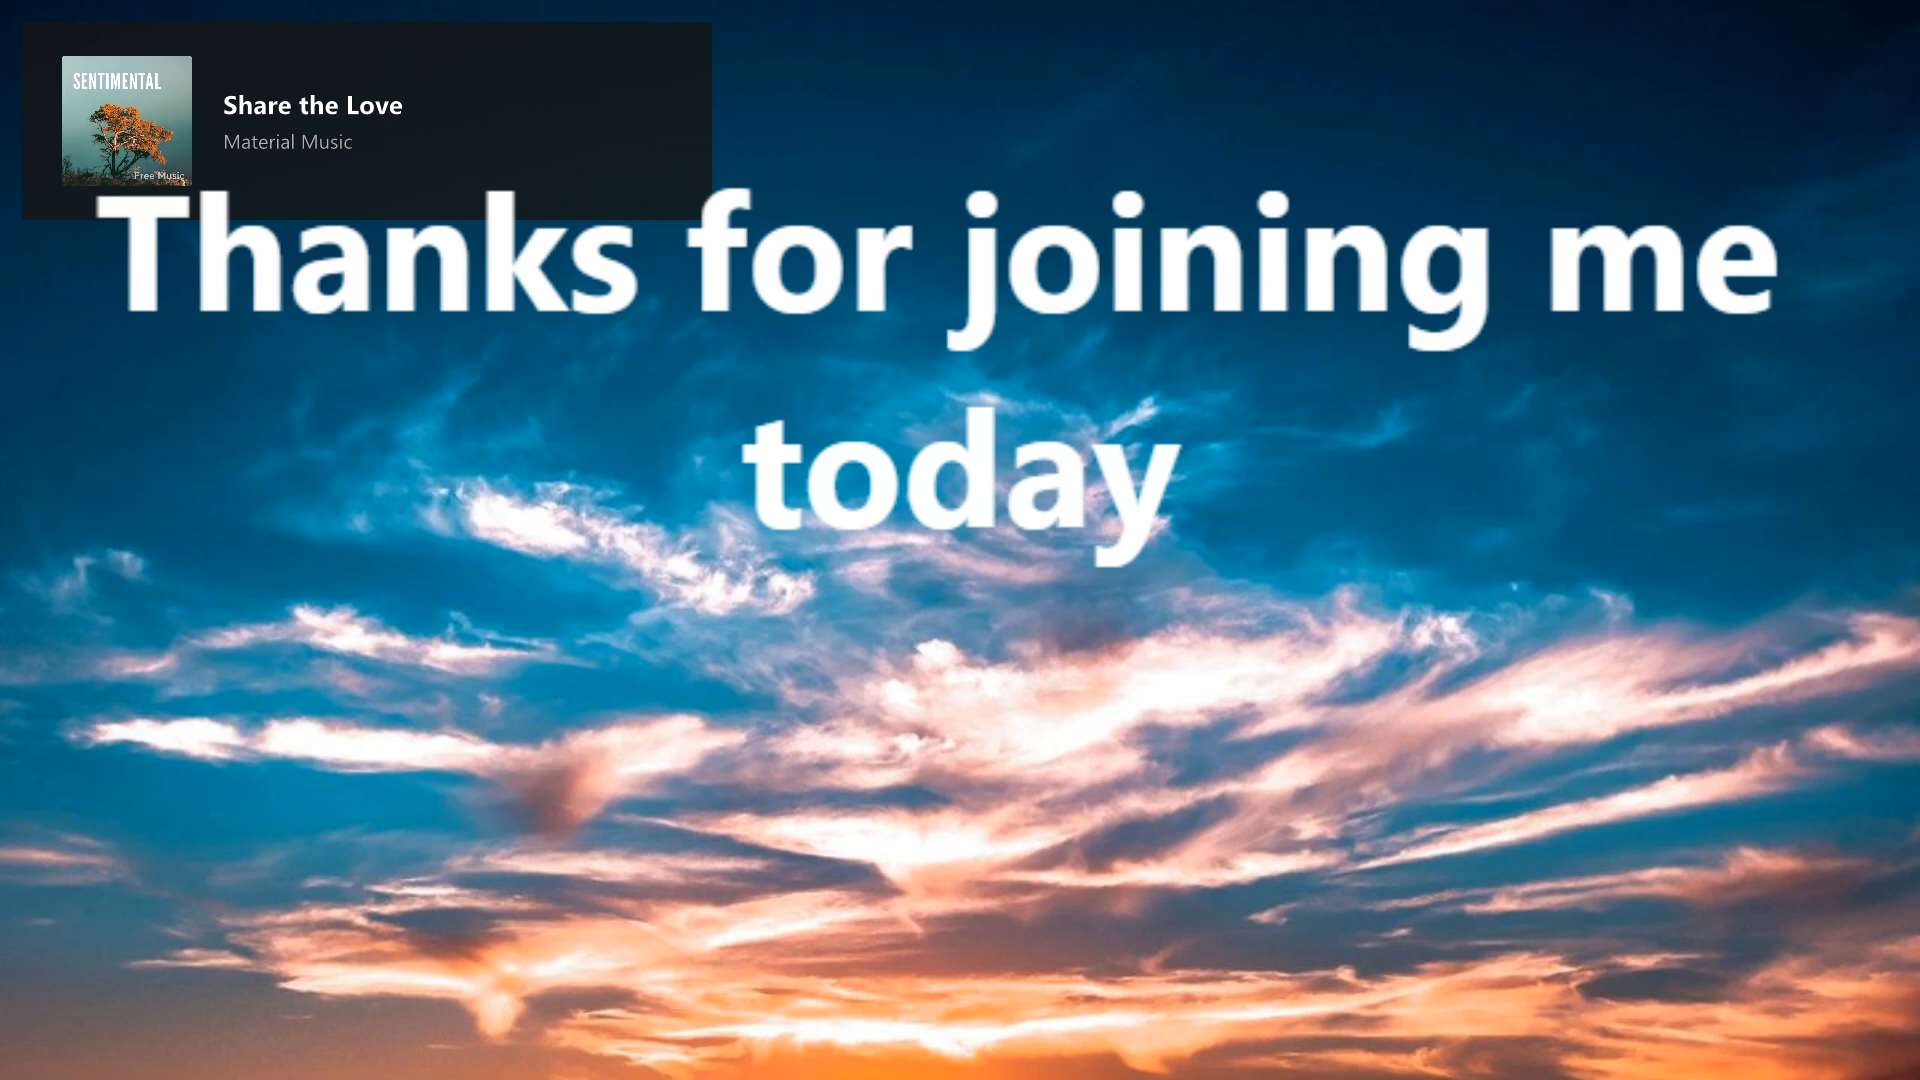 SENTIMENTAL
Free Music
Share the Love
Material Music
Thanks for joining me
today